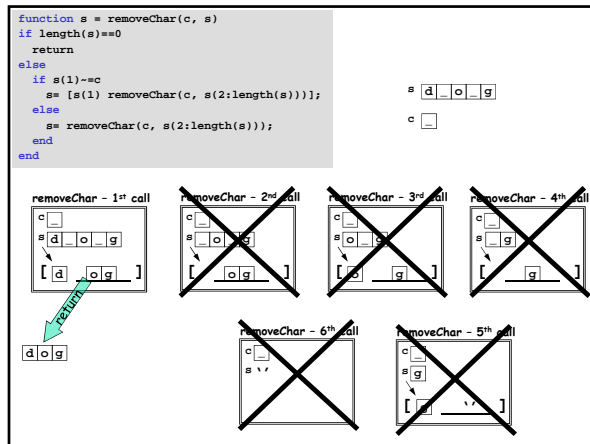 function s = removeChar(c, s)
if length(s)==0
return
else
if s(1)~=c
s= [s(1) removeChar(c, s(2:length(s)))];
else
s= removeChar(c, s(2:length(s)));
end
end
s d _ o _ g
c _
removeChar – 1st call
c _
s d _ o _ g
[ d o g ]
return
d o g
removeChar – 2nd call
c _
s _ o _ g
[ o g ]
removeChar – 3rd call
c _
s o _ g
[ o g ]
removeChar – 4th call
c _
s _ g
[ g ]
removeChar – 6th call
c _
s ‘’
removeChar – 5th call
c _
s g
[ g ‘’ ]